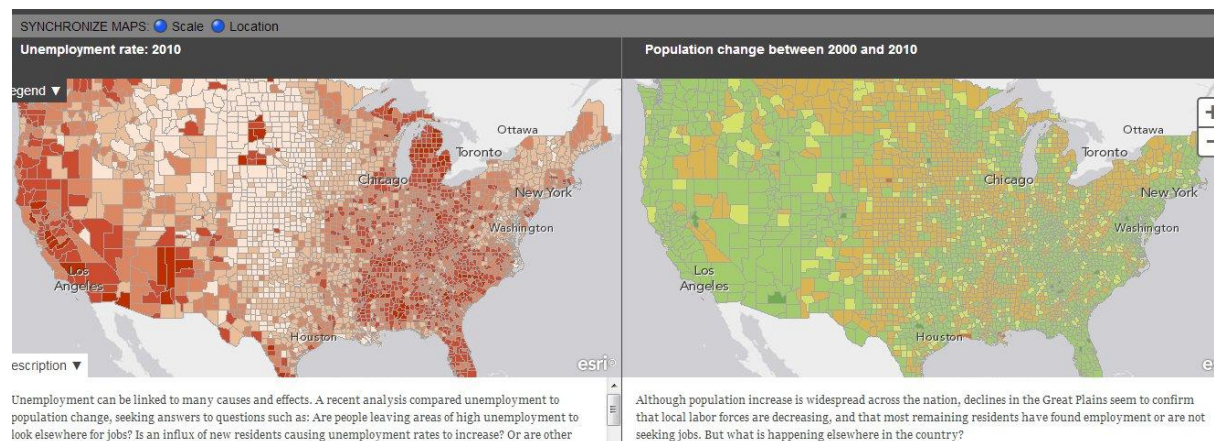 SYNCHRONIZE MAPS: Scale Location
Unemployment rate: 2010
egend ▼
Ottawa
Toronto
Chicago
New York
Washington
Los
Angeles
Houston
esri
escription ▼
Unemployment can be linked to many causes and effects. A recent analysis compared unemployment to
population change, seeking answers to questions such as: Are people leaving areas of high unemployment to
look elsewhere for jobs? Is an influx of new residents causing unemployment rates to increase? Or are other
Population change between 2000 and 2010
+
−
Ottawa
Toronto
Chicago
New York
Washington
Los
Angeles
Houston
e
Although population increase is widespread across the nation, declines in the Great Plains seem to confirm
that local labor forces are decreasing, and that most remaining residents have found employment or are not
seeking jobs. But what is happening elsewhere in the country?